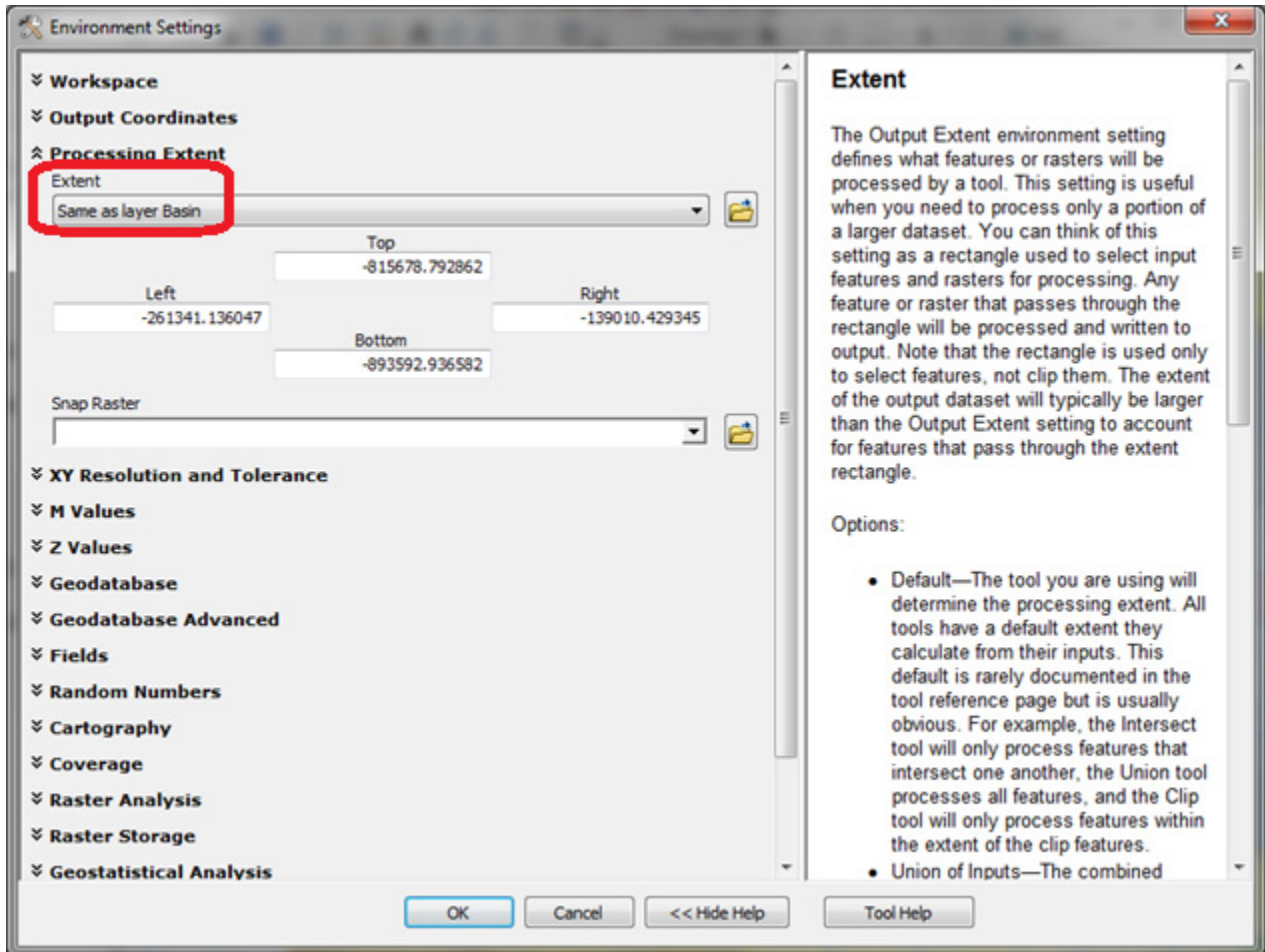 Environment Settings
Workspace
Output Coordinates
Processing Extent
Extent
Same as layer Basin
Top
-815678.792862
Left
Right
-261341.136047
-139010.429345
Bottom
-893592.936582
Snap Raster
XY Resolution and Tolerance
M Values
Z Values
Geodatabase
Geodatabase Advanced
Fields
Random Numbers
Cartography
Coverage
Raster Analysis
Raster Storage
Geostatistical Analysis
Extent
The Output Extent environment setting
defines what features or rasters will be
processed by a tool. This setting is useful
when you need to process only a portion of
a larger dataset. You can think of this
setting as a rectangle used to select input
features and rasters for processing. Any
feature or raster that passes through the
rectangle will be processed and written to
output. Note that the rectangle is used only
to select features, not clip them. The extent
of the output dataset will typically be larger
than the Output Extent setting to account
for features that pass through the extent
rectangle.
Options:
• Default—The tool you are using will
determine the processing extent. All
tools have a default extent they
calculate from their inputs. This
default is rarely documented in the
tool reference page but is usually
obvious. For example, the Intersect
tool will only process features that
intersect one another, the Union tool
processes all features, and the Clip
tool will only process features within
the extent of the clip features.
• Union of Inputs—The combined
OK
Cancel
<< Hide Help
Tool Help